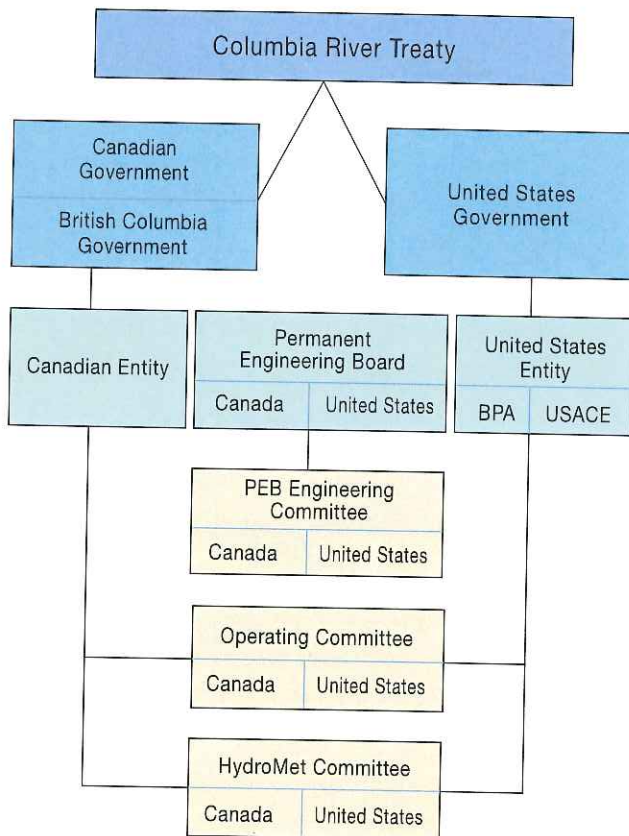 Columbia River Treaty
Canadian
Government
British Columbia
Government
United States
Government
Canadian Entity
Permanent
Engineering Board
Canada
United States
United States
Entity
BPA
USACE
PEB Engineering
Committee
Canada
United States
Operating Committee
Canada
United States
HydroMet Committee
Canada
United States